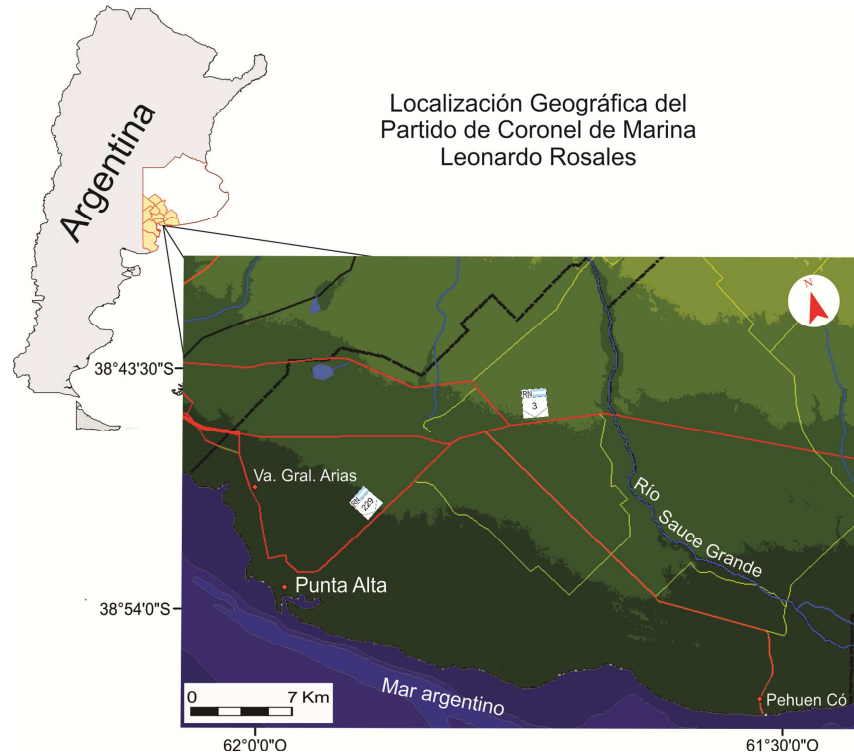 Localización Geográfica del
Partido de Coronel de Marina
Leonardo Rosales
Argentina
N
38°43'30"S
RN
3
Va. Gral. Arias
RN
229
Río
Sauce Grande
Punta Alta
38°54'0"S
0 7 Km
Mar argentino
Pehuen Có
62°0'0"O
61°30'0"O